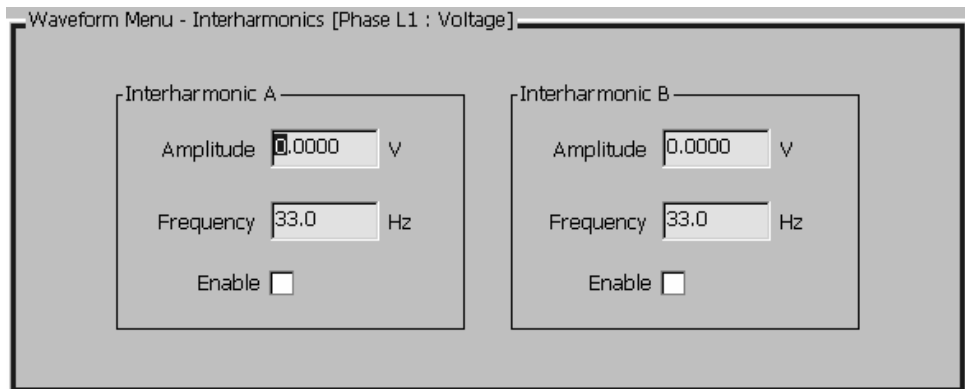 Waveform Menu - Interharmonics [Phase L1 : Voltage]
Interharmonic A
Amplitude 0.0000 V
Frequency 33.0 Hz
Enable
Interharmonic B
Amplitude 0.0000 V
Frequency 33.0 Hz
Enable